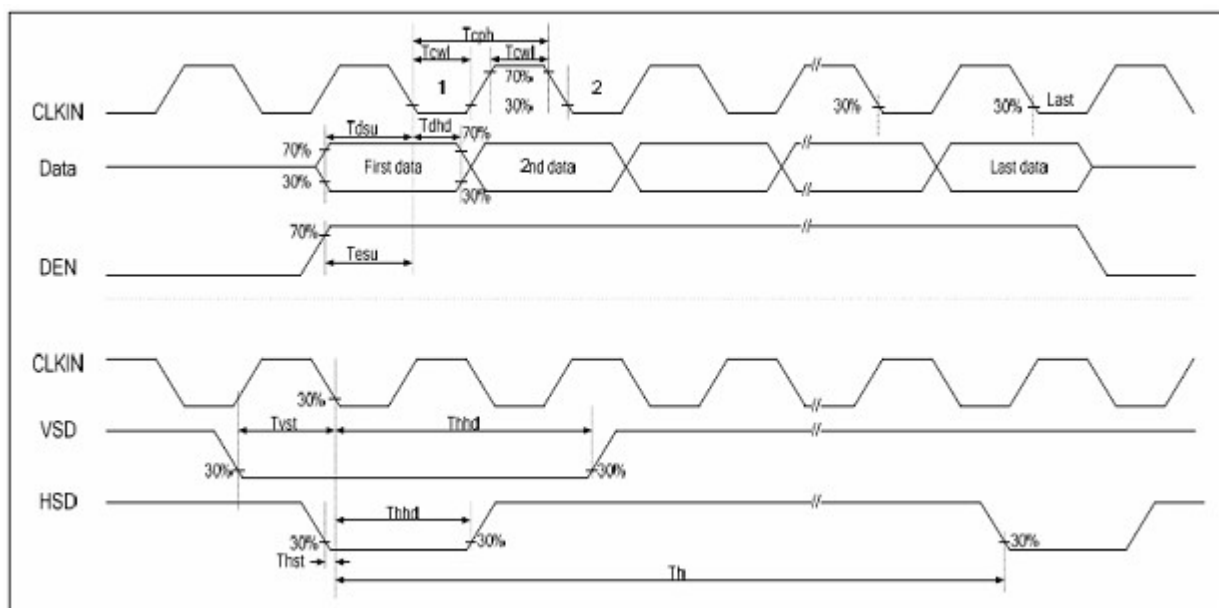 Tcph
Tcwl Tcwl
70%
1 30% 2 30% 30% Last
CLKIN
Tdsu Tdhd 70%
70%
Data First data 2nd data Last data
30% 30%
70%
Tesu
DEN
CLKIN
30%
Tvst Thhdl
VSD
30% 30%
HSD
Thhdl
30% 30% 30%
Thst
Th